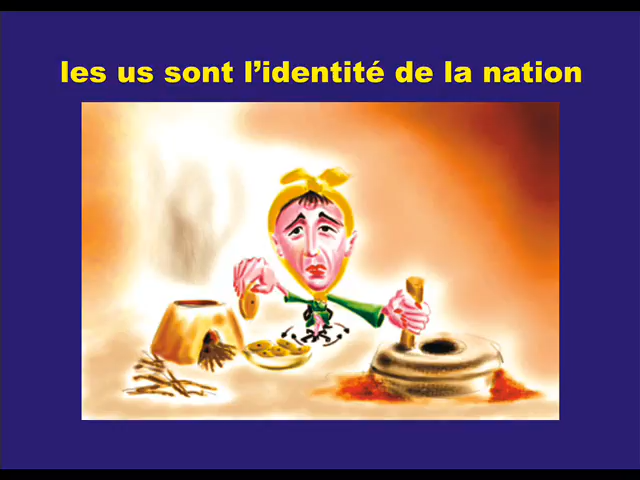 les us sont l’identité de la nation